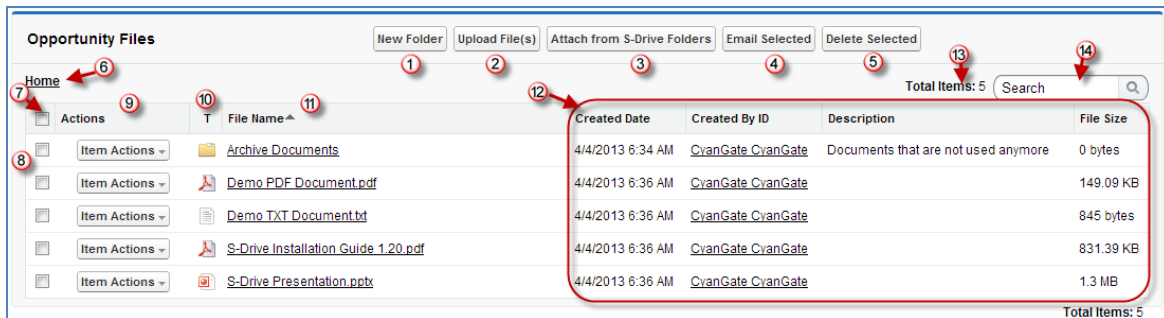 Opportunity Files New Folder Upload File(s) Attach from S-Drive Folders Email Selected Delete Selected
1 2 3 4 5 13 14
Home 6 Total Items: 5 Search
7 9 10 11 12
Actions T File Name Created Date Created By ID Description File Size
8 Item Actions Archive Documents 4/4/2013 6:34 AM CyanGate CyanGate Documents that are not used anymore 0 bytes
Item Actions Demo PDF Document.pdf 4/4/2013 6:36 AM CyanGate CyanGate 149.09 KB
Item Actions Demo TXT Document.txt 4/4/2013 6:36 AM CyanGate CyanGate 845 bytes
Item Actions S-Drive Installation Guide 1.20.pdf 4/4/2013 6:36 AM CyanGate CyanGate 831.39 KB
Item Actions S-Drive Presentation.pptx 4/4/2013 6:36 AM CyanGate CyanGate 1.3 MB
Total Items: 5